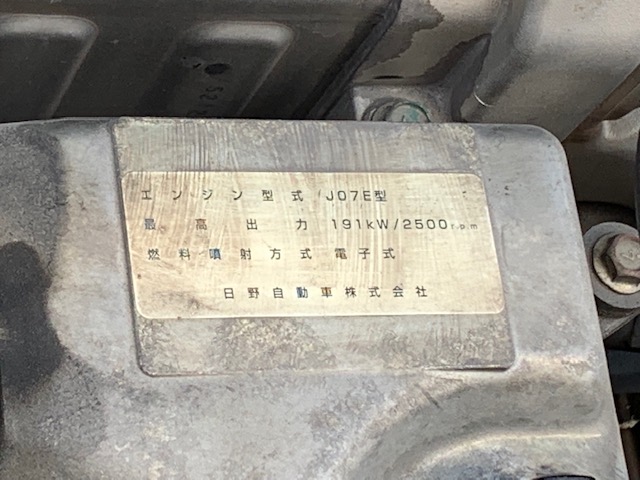 エンジン型式 J07E型
最高出力 191kW/2500r.p.m
燃料噴射方式 電子式
日野自動車株式会社